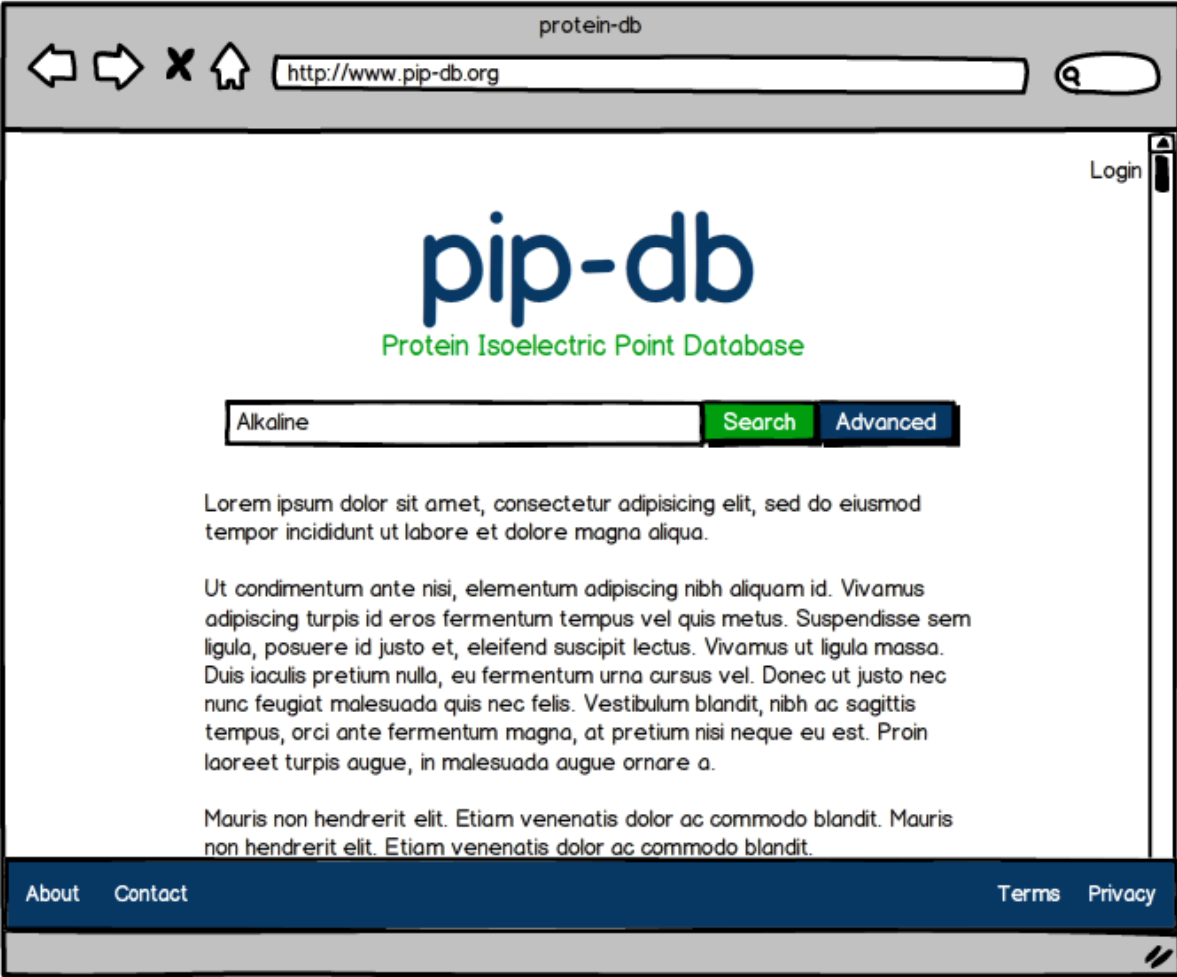 protein-db
http://www.pip-db.org
Login
pip-db
Protein Isoelectric Point Database
Alkaline Search Advanced
Lorem ipsum dolor sit amet, consectetur adipisicing elit, sed do eiusmod
tempor incididunt ut labore et dolore magna aliqua.
Ut condimentum ante nisi, elementum adipiscing nibh aliquam id. Vivamus
adipiscing turpis id eros fermentum tempus vel quis metus. Suspendisse sem
ligula, posuere id justo et, eleifend suscipit lectus. Vivamus ut ligula massa.
Duis iaculis pretium nulla, eu fermentum urna cursus vel. Donec ut justo nec
nunc feugiat malesuada quis nec felis. Vestibulum blandit, nibh ac sagittis
tempus, orci ante fermentum magna, at pretium nisi neque eu est. Proin
laoreet turpis augue, in malesuada augue ornare a.
Mauris non hendrerit elit. Etiam venenatis dolor ac commodo blandit. Mauris
non hendrerit elit. Etiam venenatis dolor ac commodo blandit.
About Contact Terms Privacy